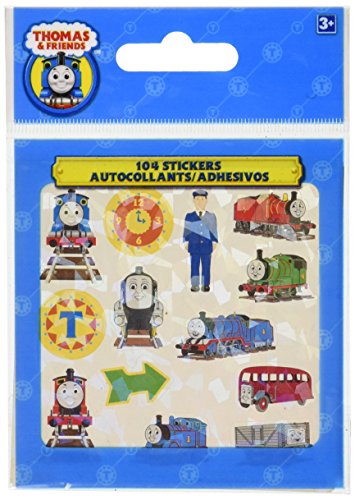 THOMAS
& FRIENDS
3+
104 STICKERS
AUTOCOLLANTS/ADHESIVOS
T